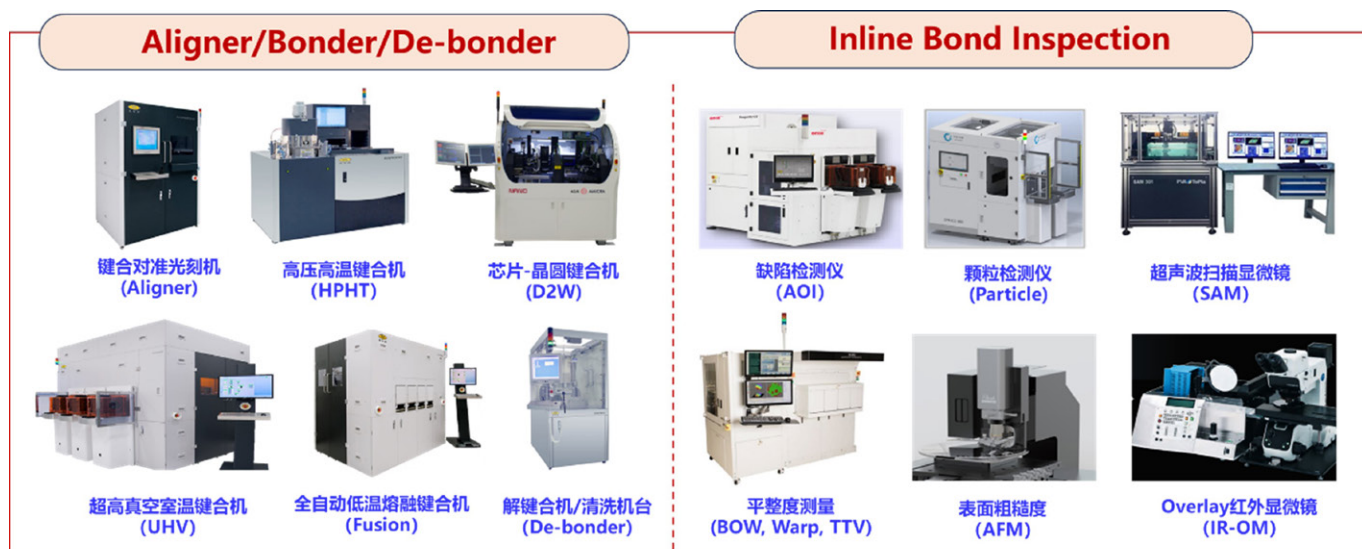 Aligner/Bonder/De-bonder
Inline Bond Inspection
键合对准光刻机
(Aligner)
高压高温键合机
(HPHT)
芯片-晶圆键合机
(D2W)
缺陷检测仪
(AOI)
颗粒检测仪
(Particle)
超声波扫描显微镜
(SAM)
超高真空室温键合机
(UHV)
全自动低温熔融键合机
(Fusion)
解键合机/清洗机台
(De-bonder)
平整度测量
(BOW, Warp, TTV)
表面粗糙度
(AFM)
Overlay红外显微镜
(IR-OM)